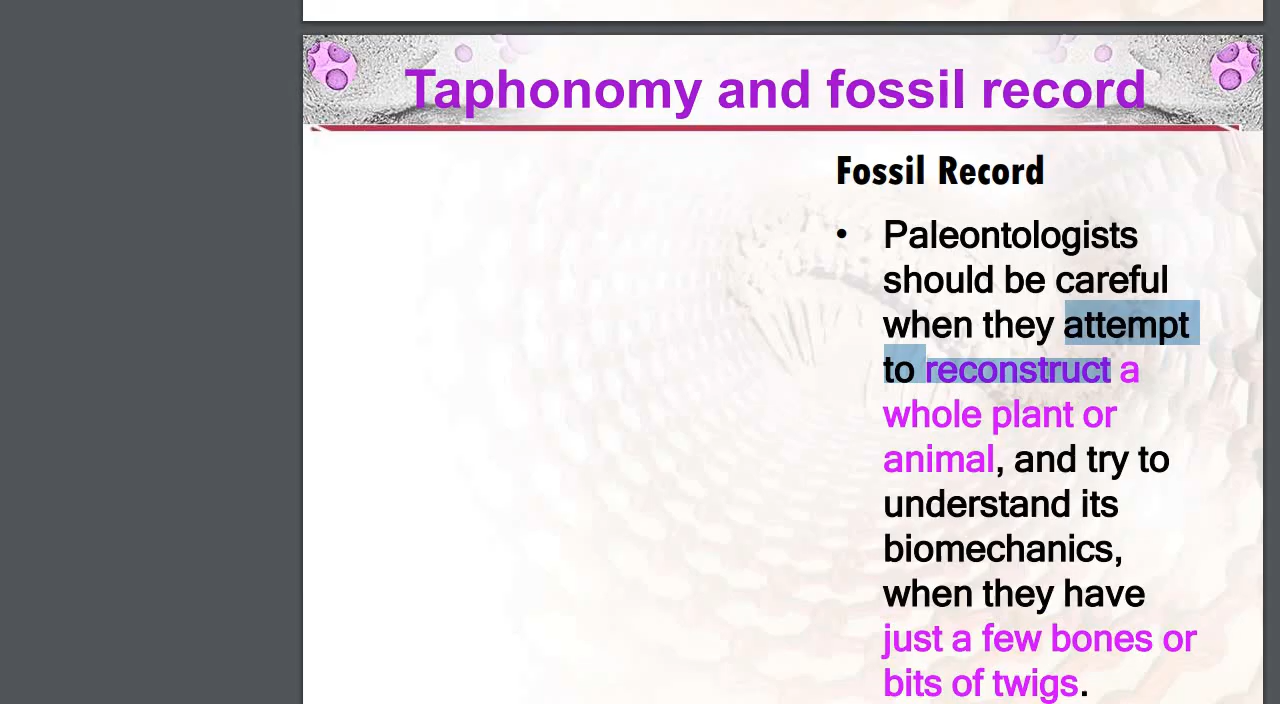 Taphonomy and fossil record
Fossil Record
• Paleontologists
should be careful
when they attempt
to reconstruct a
whole plant or
animal, and try to
understand its
biomechanics,
when they have
just a few bones or
bits of twigs.